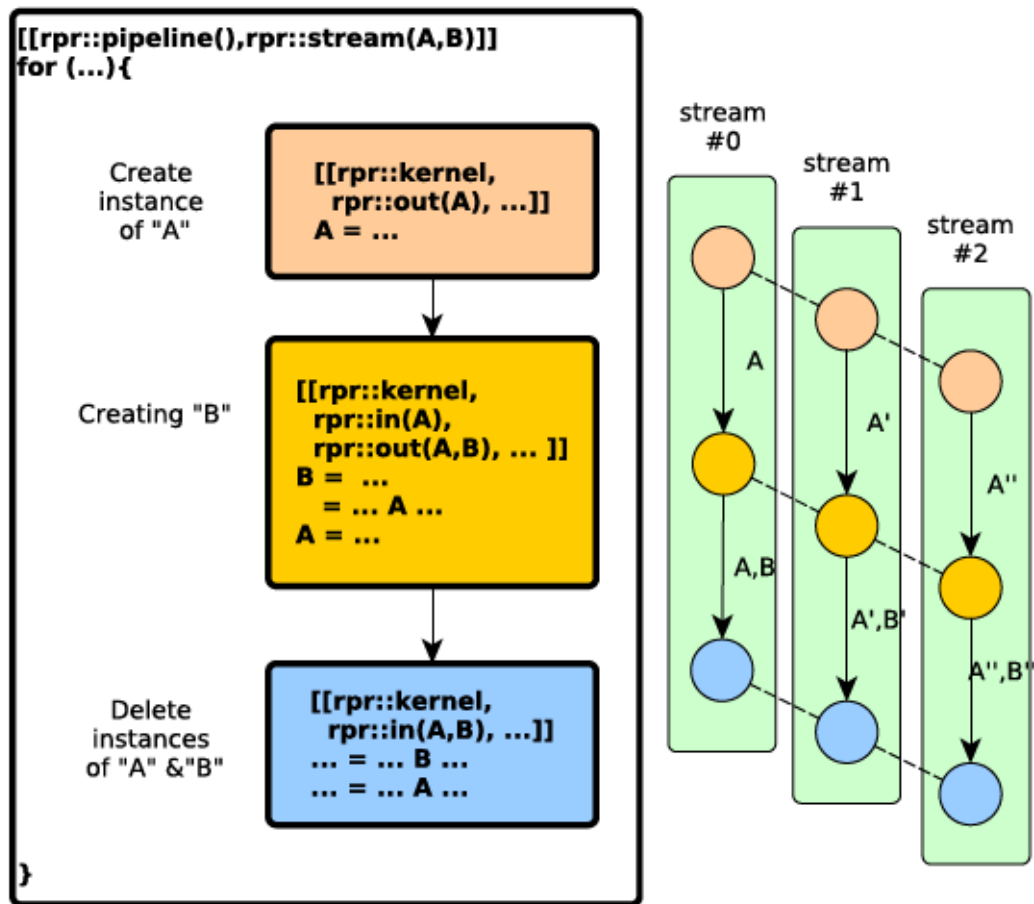 [[rpr::pipeline(),rpr::stream(A,B)]]
for (...){
Create
instance
of "A"
[[rpr::kernel,
rpr::out(A), ...]]
A = ...
Creating "B"
[[rpr::kernel,
rpr::in(A),
rpr::out(A,B), ... ]]
B =  ...
= ... A ...
A = ...
Delete
instances
of "A" &"B"
[[rpr::kernel,
rpr::in(A,B), ...]]
... = ... B ...
... = ... A ...
}
stream
#0
A
A,B
stream
#1
A'
A',B'
stream
#2
A''
A'',B''